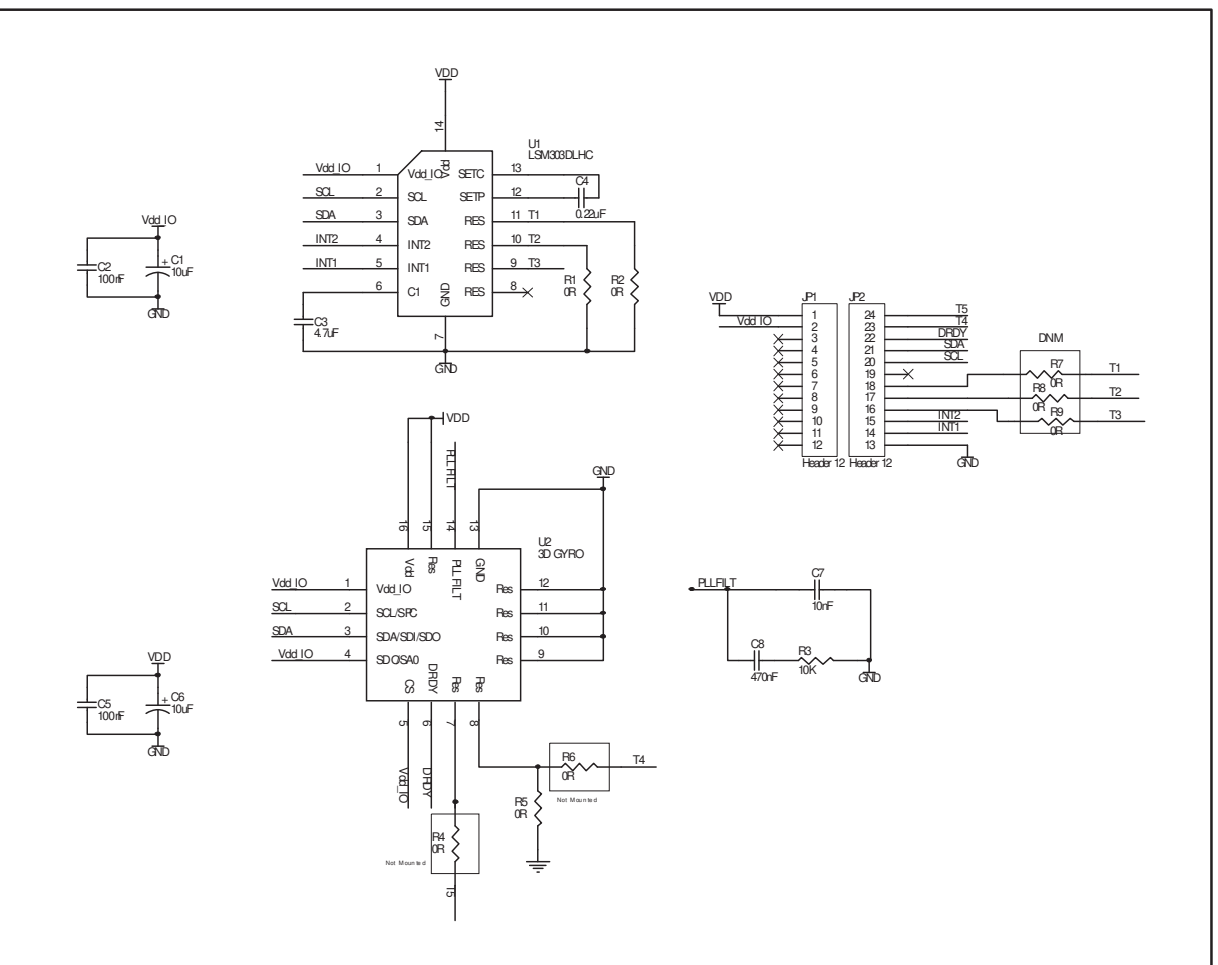 VDD
14
U1
LSM303DLHC
Vdd_IO 1 Vdd_IO PPA SETC 13
C4
SCL 2 SCL SETP 12
0.22uF
SDA 3 SDA RES 11 T1
INT2 4 INT2 RES 10 T2
INT1 5 INT1 RES 9 T3
6 C1 GND RES 8
R1
0R
R2
0R
C3
4.7uF
7
GND
Vdd_IO
C2
100nF
+ C1
10uF
GND
VDD
Vdd_IO
JP1
JP2
1
2
3
4
5
6
7
8
9
10
11
12
24 T5
23 T4
22 DRDY
21 SDA
20 SCL
19
18
17
16
15 INT2
14 INT1
13
Header 12
Header 12
GND
DNM
R7
0R
T1
R8
0R
T2
R9
0R
T3
VDD
PLLFILT
GND
16
15
14
13
U2
3D GYRO
Vdd
Res
PLLFILT
GND
Vdd_IO 1 Vdd_IO Res 12
SCL 2 SCL/SPC Res 11
SDA 3 SDA/SDI/SDO Res 10
Vdd_IO 4 SDO/SA0 Res 9
CS
DRDY
Res
Res
5
6
7
8
Vdd_IO
DRDY
R6
0R
T4
Not Mounted
R5
0R
R4
0R
Not Mounted
T5
PLLFILT
C7
10nF
C8
470nF
R3
10K
GND
VDD
C5
100nF
+ C6
10uF
GND